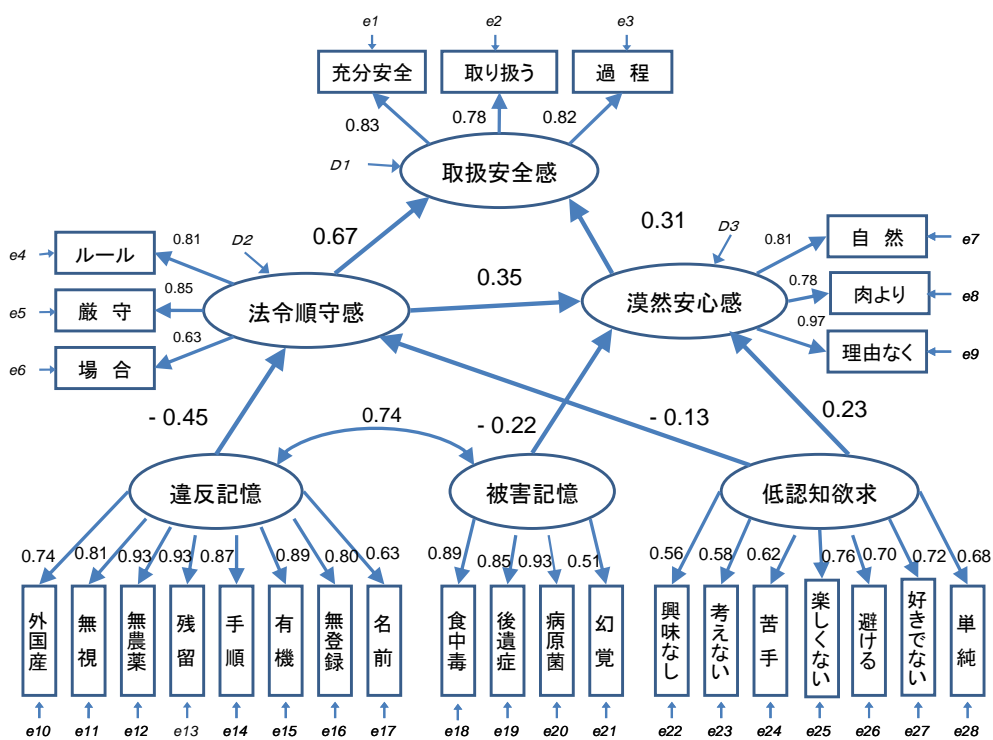 e1 e2 e3
充分安全 取り扱う 過 程
0.83 0.78 0.82
D1 取扱安全感
0.67 0.31
e4 ルール 0.81 D2 D3 0.81 自 然 e7
e5 厳 守 0.85 法令順守感 0.35 漠然安心感 0.78 肉より e8
e6 場 合 0.63 0.97 理由なく e9
- 0.45 0.74 - 0.22 - 0.13 0.23
違反記憶 被害記憶 低認知欲求
0.74 0.81 0.93 0.93 0.87 0.89 0.80 0.63 0.89 0.85 0.93 0.51 0.56 0.58 0.62 0.76 0.70 0.72 0.68
外国産 無視 無農薬 残留 手順 有機 無登録 名前 食中毒 後遺症 病原菌 幻覚 興味なし 考えない 苦手 楽しくない 避ける 好きでない 単純
e10 e11 e12 e13 e14 e15 e16 e17 e18 e19 e20 e21 e22 e23 e24 e25 e26 e27 e28